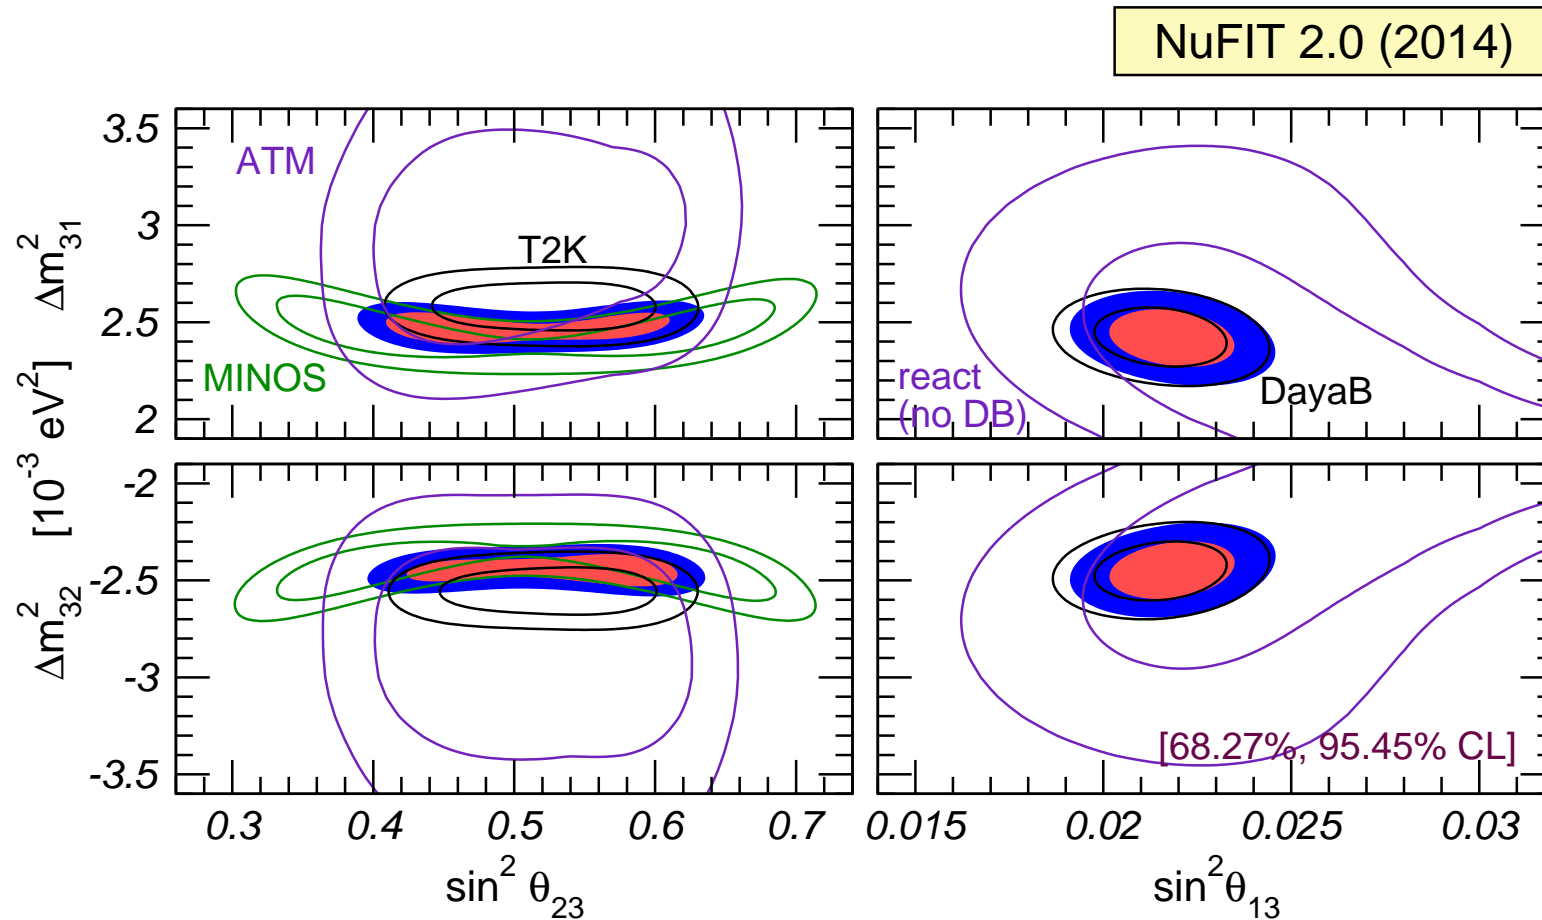 NuFIT 2.0 (2014)
3.5
3
2.5
2
Δm²₃₁
ATM
T2K
MINOS
react
(no DB)
DayaB
[10⁻³ eV²]
-2
-2.5
-3
-3.5
Δm²₃₂
[68.27%, 95.45% CL]
0.3 0.4 0.5 0.6 0.7
0.015 0.02 0.025 0.03
sin² θ₂₃
sin²θ₁₃